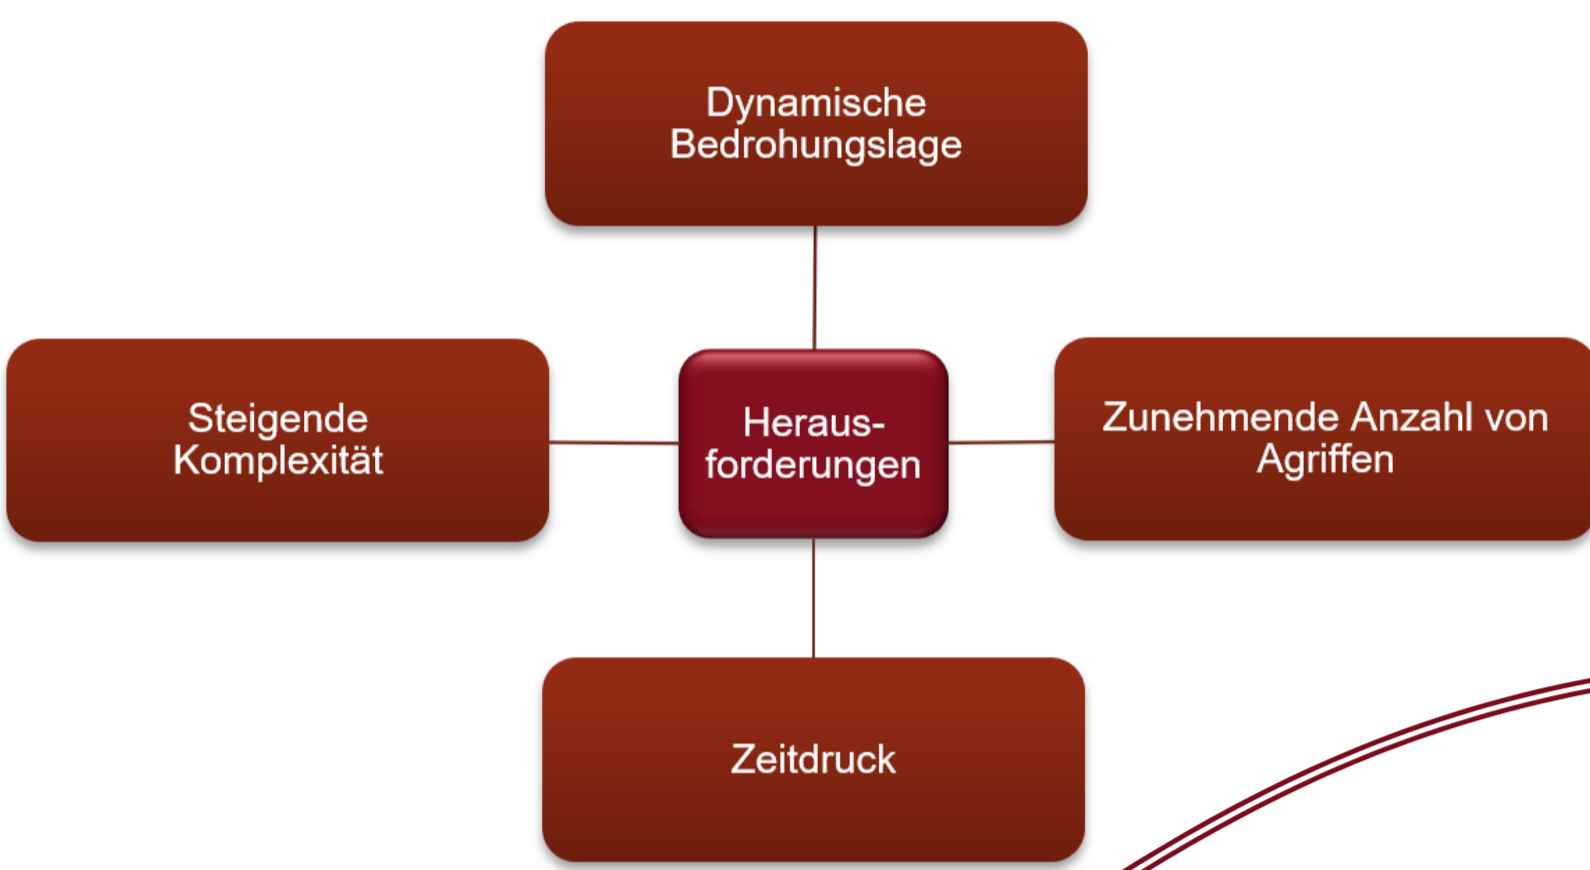 Dynamische
Bedrohungslage
Steigende
Komplexität
Heraus-
forderungen
Zunehmende Anzahl von
Agriffen
Zeitdruck